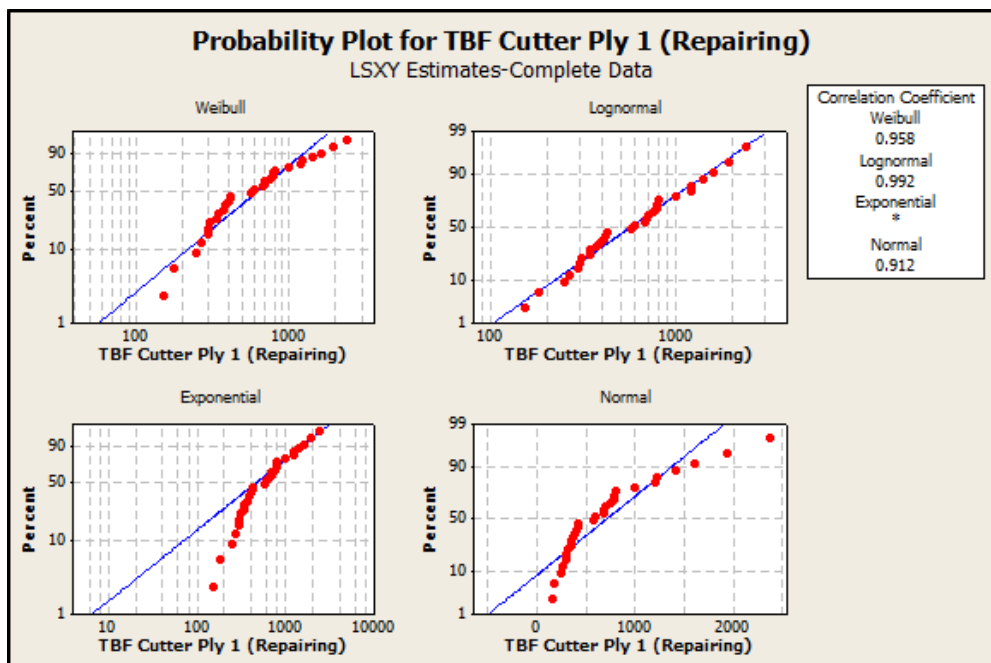 Probability Plot for TBF Cutter Ply 1 (Repairing)
LSXY Estimates-Complete Data
Weibull
90
50
10
1
Percent
100
1000
TBF Cutter Ply 1 (Repairing)
Lognormal
99
90
50
10
1
Percent
100
1000
TBF Cutter Ply 1 (Repairing)
Correlation Coefficient
Weibull
0.958
Lognormal
0.992
Exponential
*
Normal
0.912
Exponential
90
50
10
1
Percent
10
100
1000
10000
TBF Cutter Ply 1 (Repairing)
Normal
99
90
50
10
1
Percent
0
1000
2000
TBF Cutter Ply 1 (Repairing)